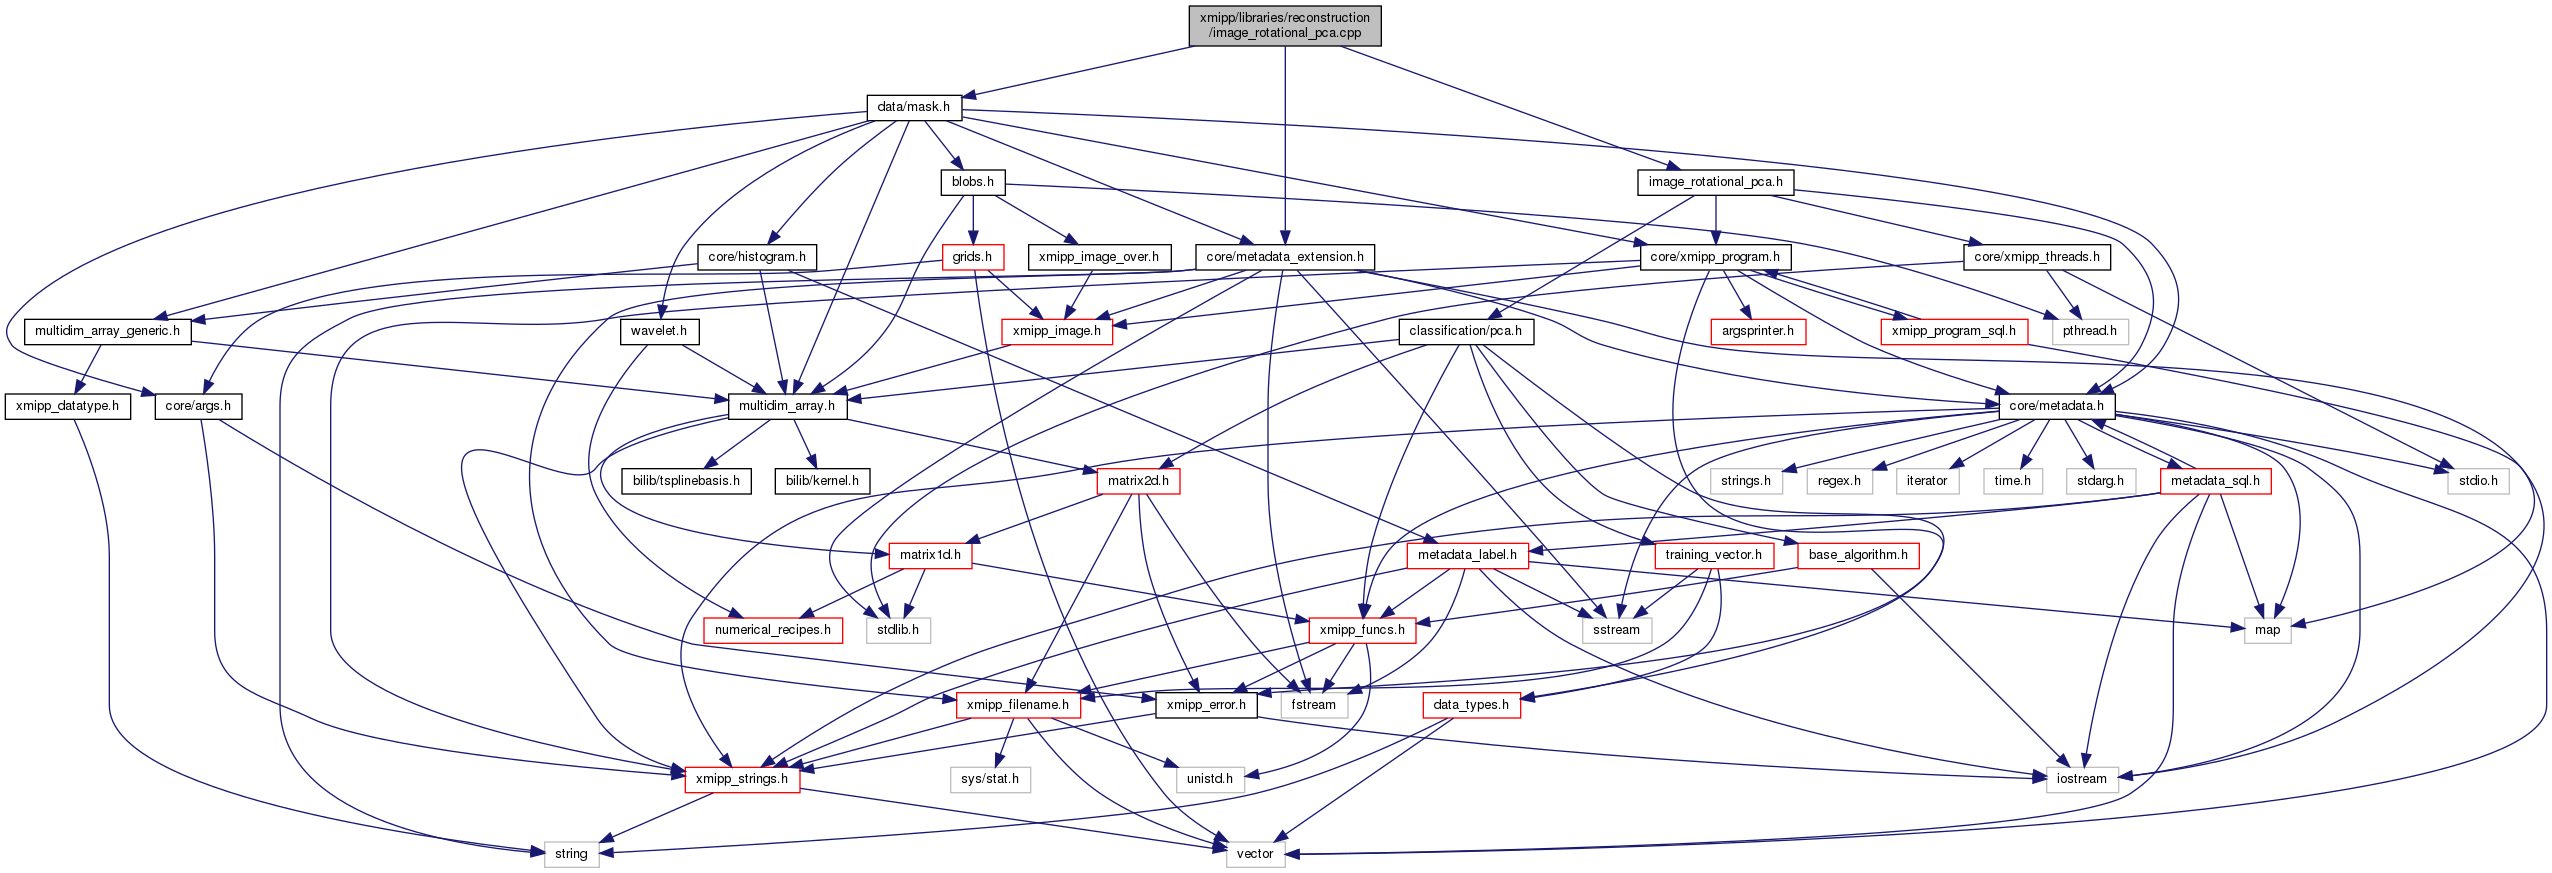 xmipp/libraries/reconstruction
/image_rotational_pca.cpp
data/mask.h
blobs.h
image_rotational_pca.h
core/histogram.h
grids.h
xmipp_image_over.h
core/metadata_extension.h
core/xmipp_program.h
core/xmipp_threads.h
multidim_array_generic.h
wavelet.h
xmipp_image.h
classification/pca.h
argsprinter.h
xmipp_program_sql.h
pthread.h
xmipp_datatype.h
core/args.h
multidim_array.h
core/metadata.h
bilib/tsplinebasis.h
bilib/kernel.h
matrix2d.h
strings.h
regex.h
iterator
time.h
stdarg.h
metadata_sql.h
stdio.h
matrix1d.h
metadata_label.h
training_vector.h
base_algorithm.h
numerical_recipes.h
stdlib.h
xmipp_funcs.h
sstream
map
xmipp_filename.h
xmipp_error.h
fstream
data_types.h
xmipp_strings.h
sys/stat.h
unistd.h
iostream
string
vector